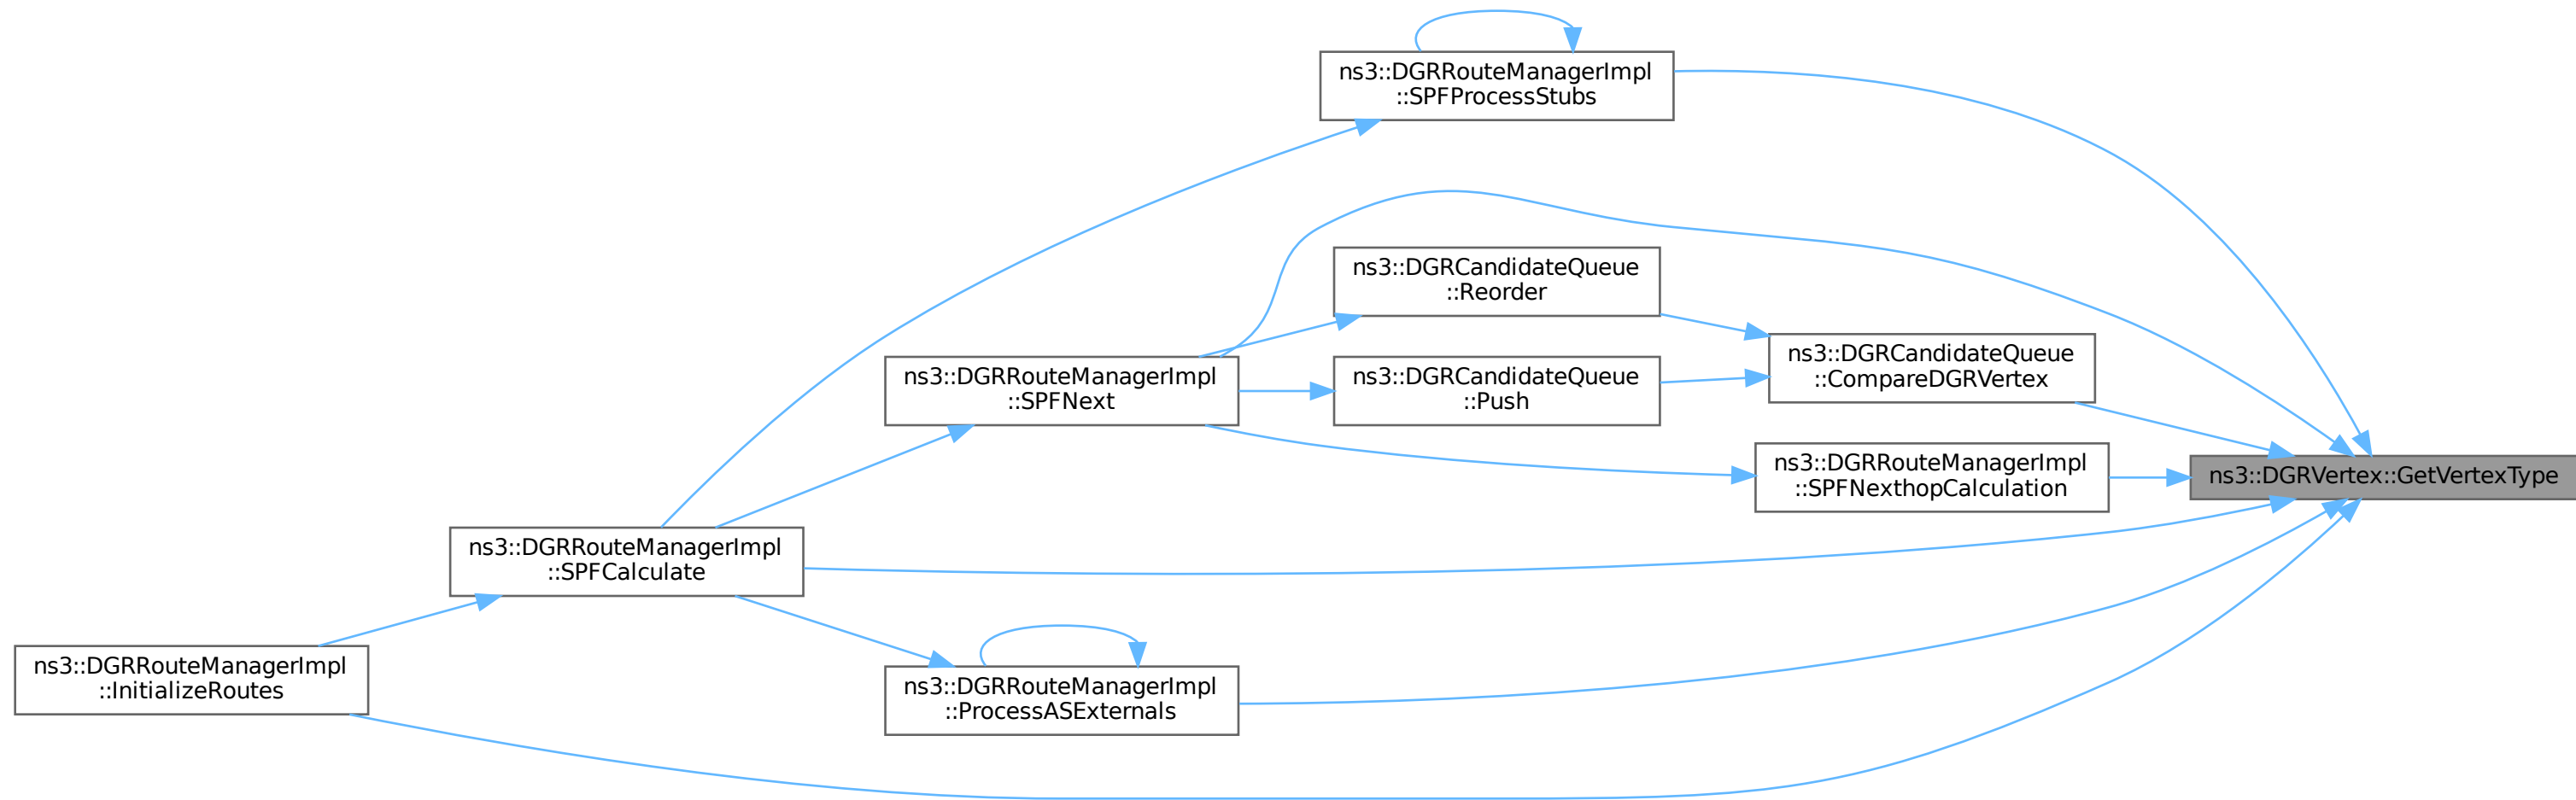 ns3::DGRRouteManagerImpl
::SPFProcessStubs
ns3::DGRCandidateQueue
::Reorder
ns3::DGRCandidateQueue
::CompareDGRVertex
ns3::DGRRouteManagerImpl
::SPFNext
ns3::DGRCandidateQueue
::Push
ns3::DGRRouteManagerImpl
::SPFNexthopCalculation
ns3::DGRVertex::GetVertexType
ns3::DGRRouteManagerImpl
::SPFCalculate
ns3::DGRRouteManagerImpl
::InitializeRoutes
ns3::DGRRouteManagerImpl
::ProcessASExternals